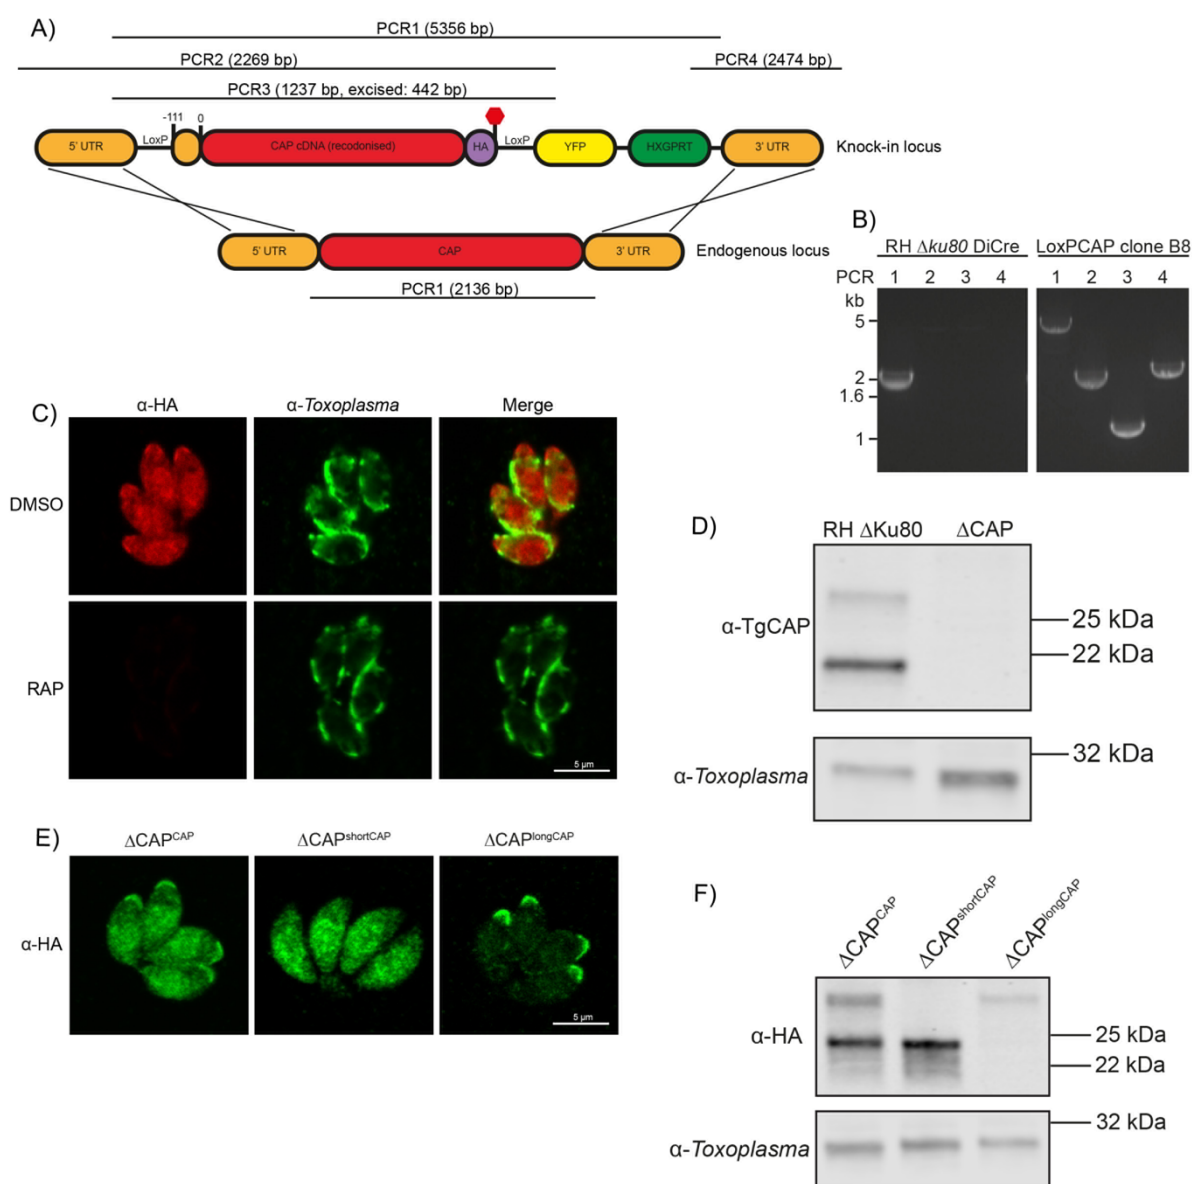 A)
PCR1 (5356 bp)
PCR2 (2269 bp)
PCR4 (2474 bp)
PCR3 (1237 bp, excised: 442 bp)
-111
0
5' UTR
LoxP
CAP cDNA (recodonised)
HA
LoxP
YFP
HXGPRT
3' UTR
Knock-in locus
5' UTR
CAP
3' UTR
Endogenous locus
PCR1 (2136 bp)
B)
RH Δku80 DiCre
LoxPCAP clone B8
PCR 1 2 3 4
1 2 3 4
kb
5
2
1.6
1
C)
α-HA
α-Toxoplasma
Merge
DMSO
RAP
5 µm
D)
RH ΔKu80
ΔCAP
α-TgCAP
25 kDa
22 kDa
α-Toxoplasma
32 kDa
E)
ΔCAPCAP
ΔCAPshortCAP
ΔCAPlongCAP
α-HA
5 µm
F)
ΔCAPCAP
ΔCAPshortCAP
ΔCAPlongCAP
α-HA
25 kDa
22 kDa
α-Toxoplasma
32 kDa